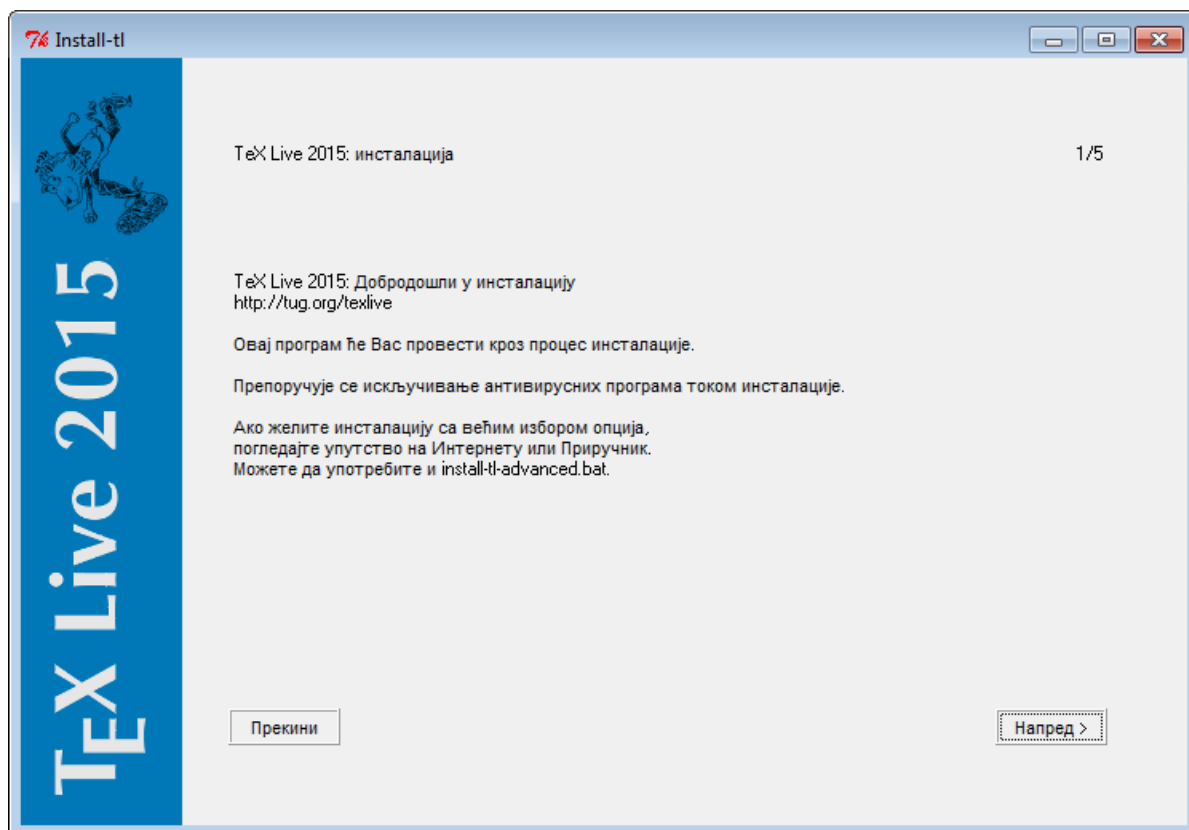 Install-tl
TeX Live 2015
TeX Live 2015: инсталација
1/5
TeX Live 2015: Добродошли у инсталацију
http://tug.org/texlive
Овај програм ће Вас провести кроз процес инсталације.
Препоручује се искључивање антивирусних програма током инсталације.
Ако желите инсталацију са већим избором опција,
погледајте упутство на Интернету или Приручник.
Можете да употребите и install-tl-advanced.bat.
Прекини
Напред >